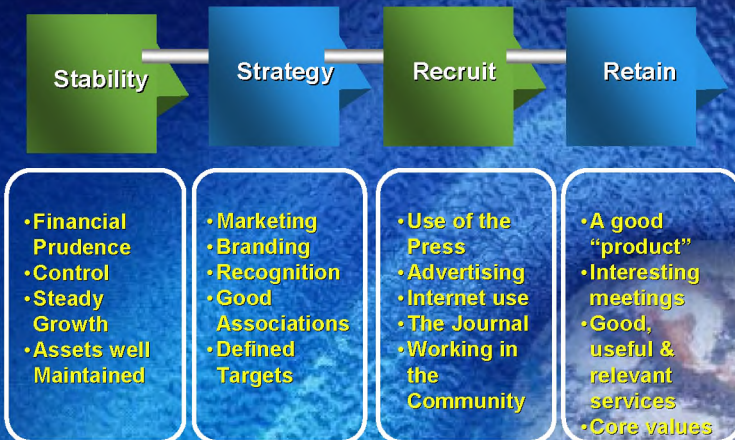 Stability
Strategy
Recruit
Retain
•Financial
Prudence
•Control
•Steady
Growth
•Assets well
Maintained
•Marketing
•Branding
•Recognition
•Good
Associations
•Defined
Targets
•Use of the
Press
•Advertising
•Internet use
•The Journal
•Working in
the
Community
•A good
“product”
•Interesting
meetings
•Good,
useful &
relevant
services
•Core values